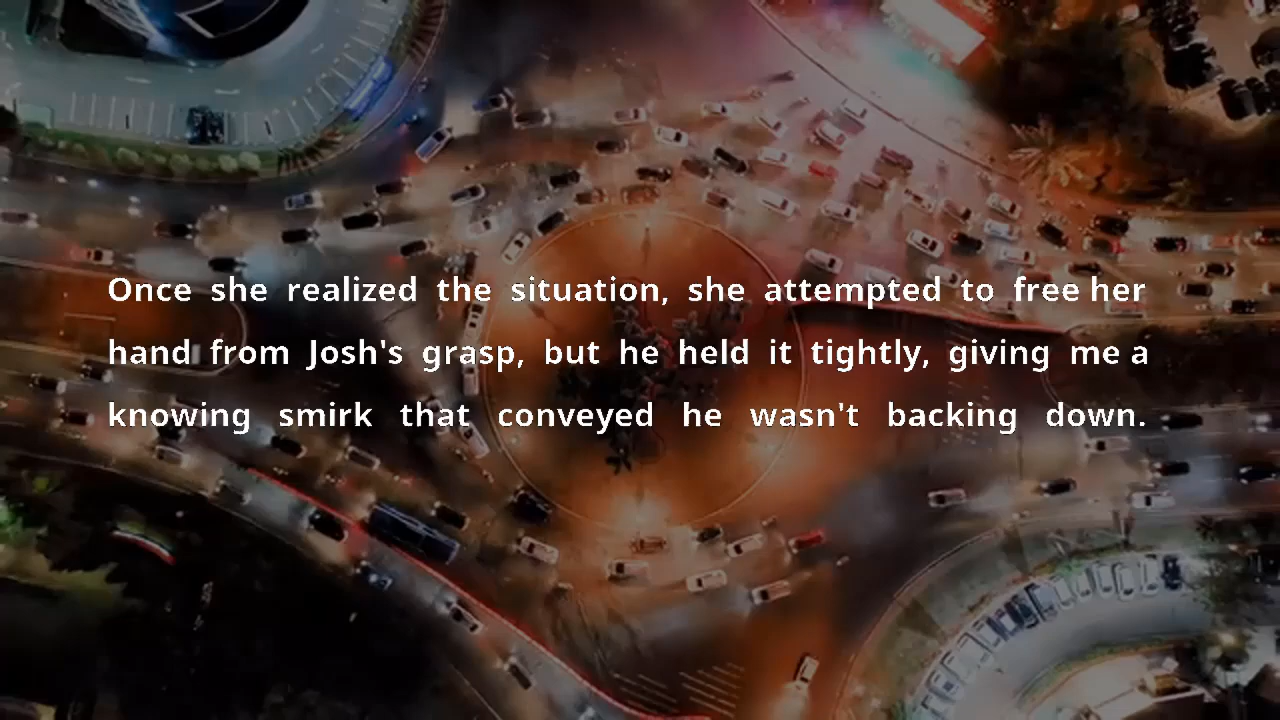 Once she realized the situation, she attempted to free her
hand from Josh's grasp, but he held it tightly, giving me a
knowing smirk that conveyed he wasn't backing down.